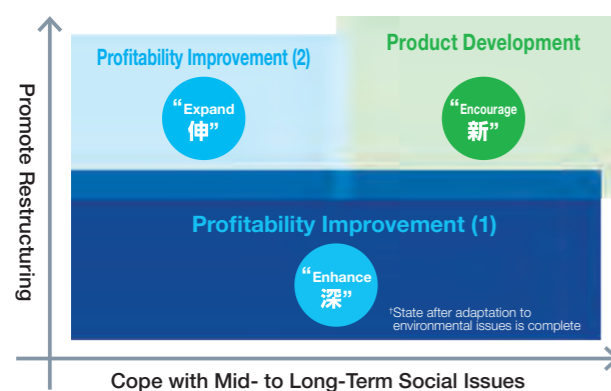 Promote Restructuring
Profitability Improvement (2)
“Expand
伸”
Product Development
“Encourage
新”
Profitability Improvement (1)
“Enhance
深”
†State after adaptation to
environmental issues is complete
Cope with Mid- to Long-Term Social Issues